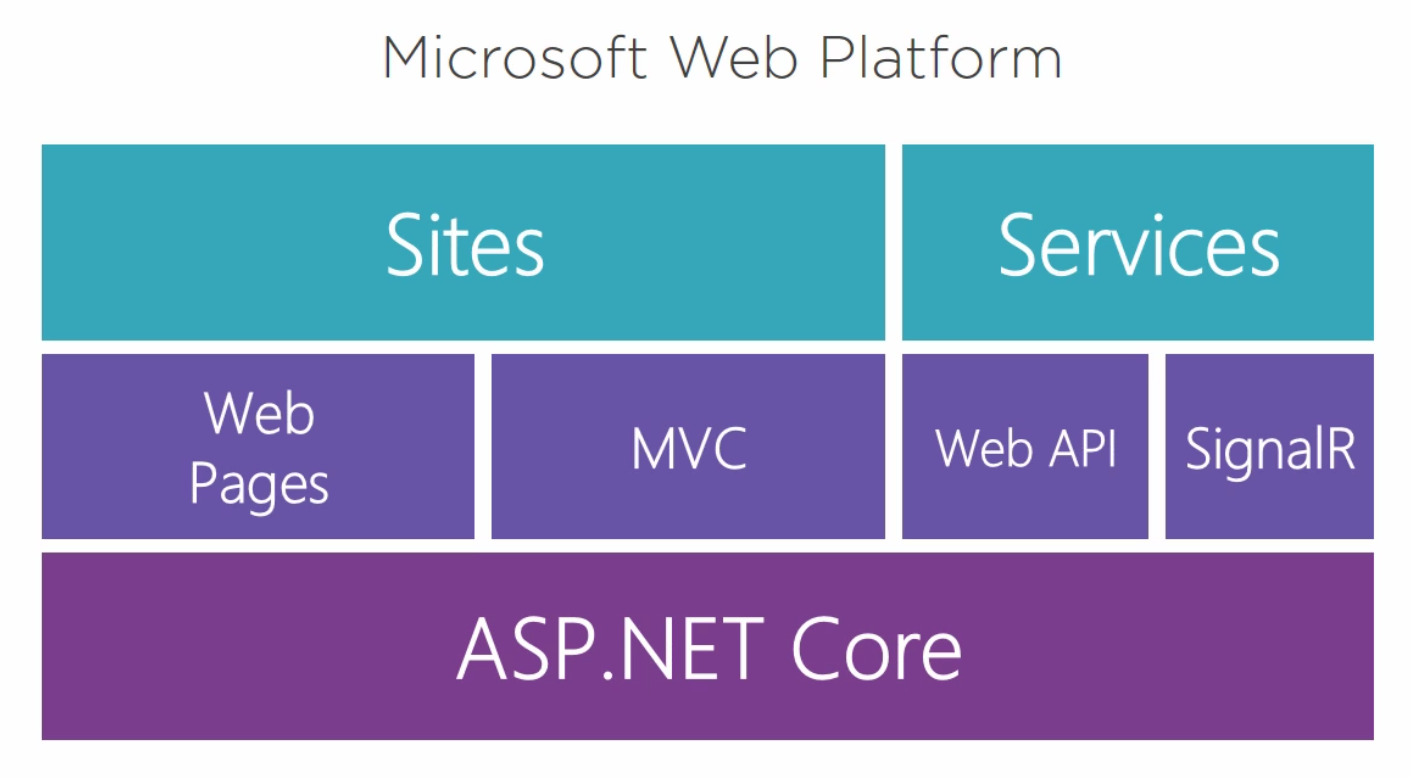 Microsoft Web Platform
Sites
Services
Web
Pages
MVC
Web API
SignalR
ASP.NET Core